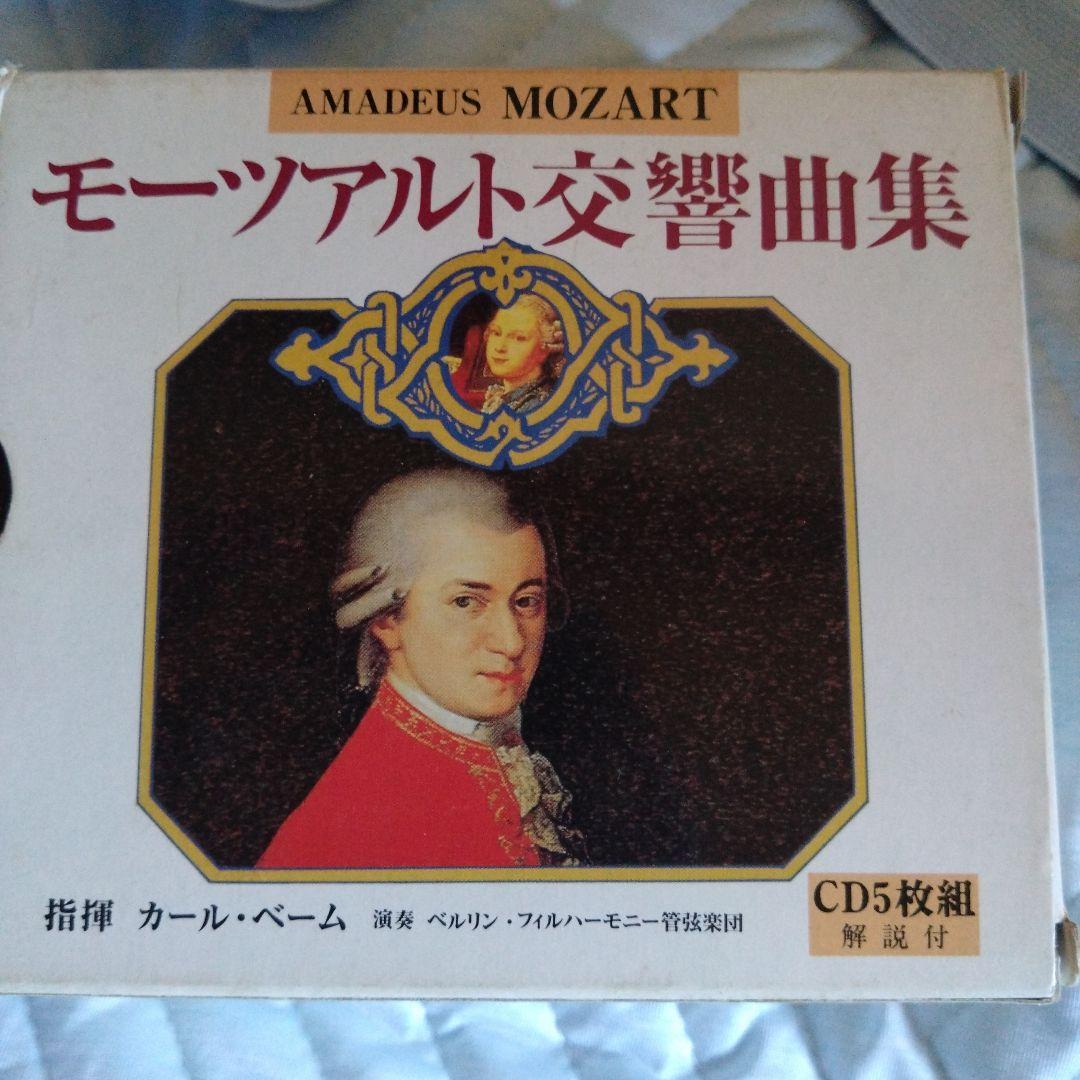 AMADEUS MOZART
モーツアルト交響曲集
指揮 カール・ベーム 演奏 ベルリン・フィルハーモニー管弦楽団
CD5枚組
解説付